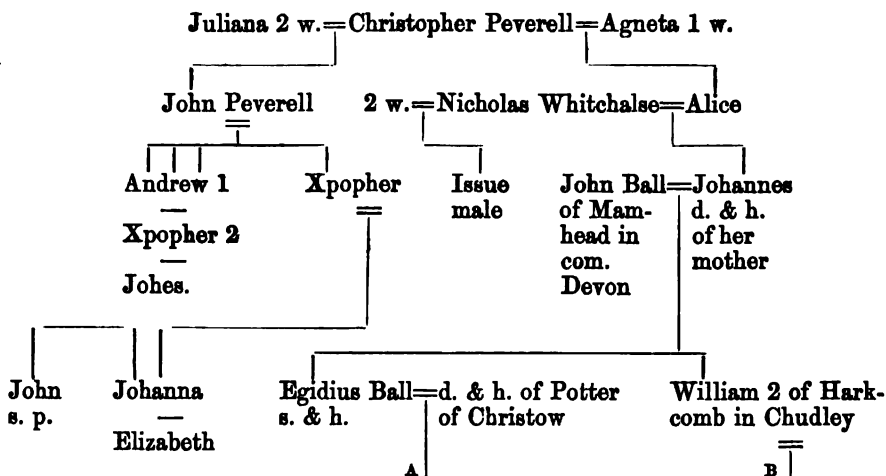 Juliana 2 w.=Christopher Peverell=Agneta 1 w.
John Peverell 2 w.=Nicholas Whitchalse=Alice
Andrew 1
Xpopher 2
Johes.
Xpopher
Issue
male
John Ball=Johannes
of Mam-
head in
com.
Devon
d. & h.
of her
mother
John
s. p.
Johanna
Elizabeth
Egidius Ball=d. & h. of Potter
s. & h. of Christow
William 2 of Hark-
comb in Chudley
A
B